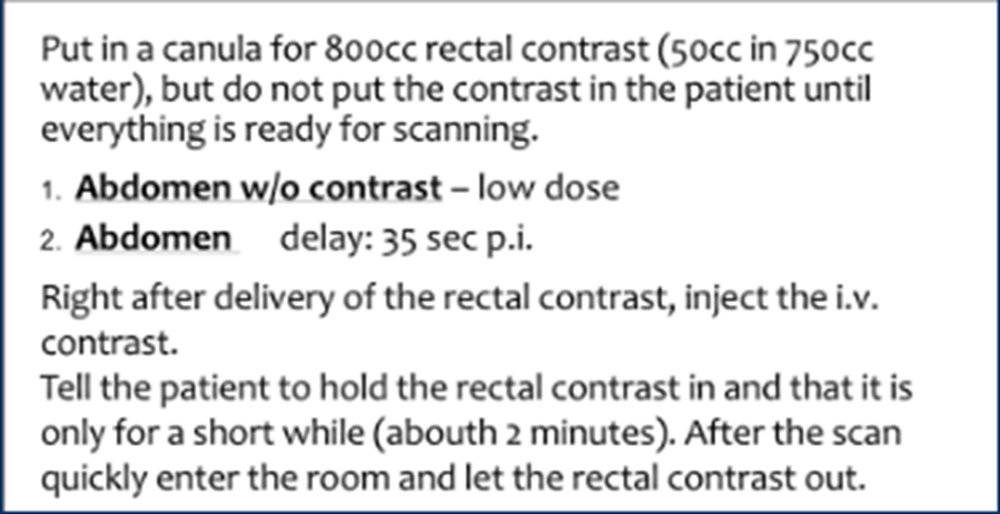 Put in a canula for 800cc rectal contrast (50cc in 750cc
water), but do not put the contrast in the patient until
everything is ready for scanning.
1. Abdomen w/o contrast – low dose
2. Abdomen delay: 35 sec p.i.
Right after delivery of the rectal contrast, inject the i.v.
contrast.
Tell the patient to hold the rectal contrast in and that it is
only for a short while (abouth 2 minutes). After the scan
quickly enter the room and let the rectal contrast out.